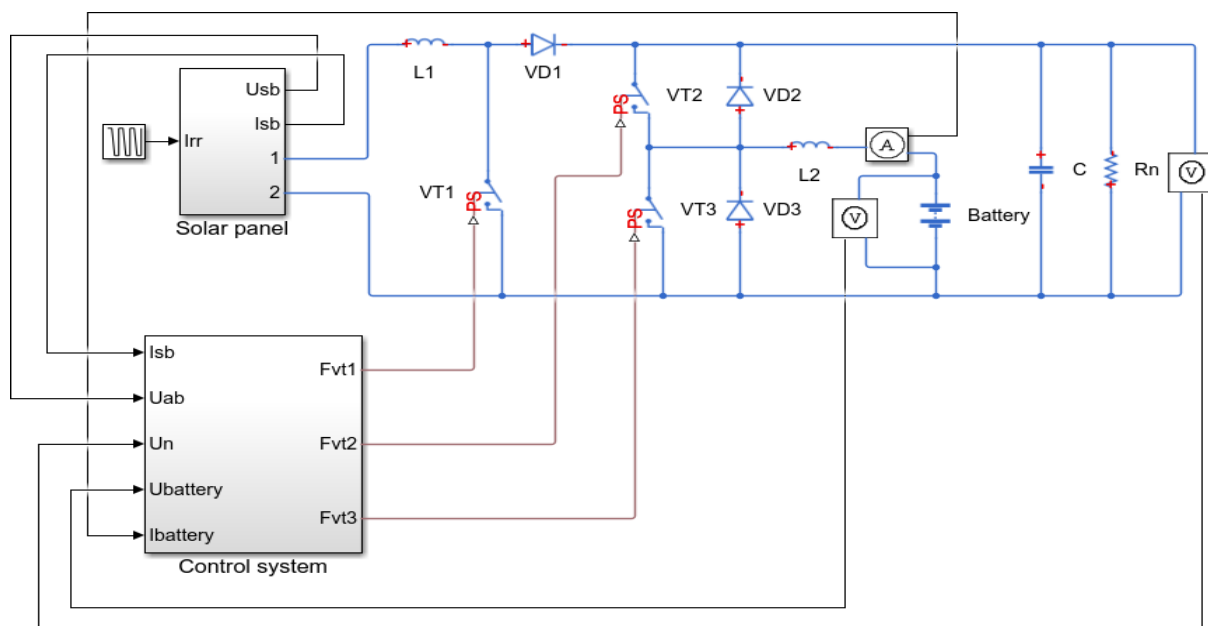 L1
VD1
Usb
Isb
Irr
1
2
Solar panel
VT1
PS
VT2
PS
VD2
A
L2
VT3
PS
VD3
V
Battery
C
Rn
V
Isb
Uab
Un
Ubattery
Ibattery
Fvt1
Fvt2
Fvt3
Control system